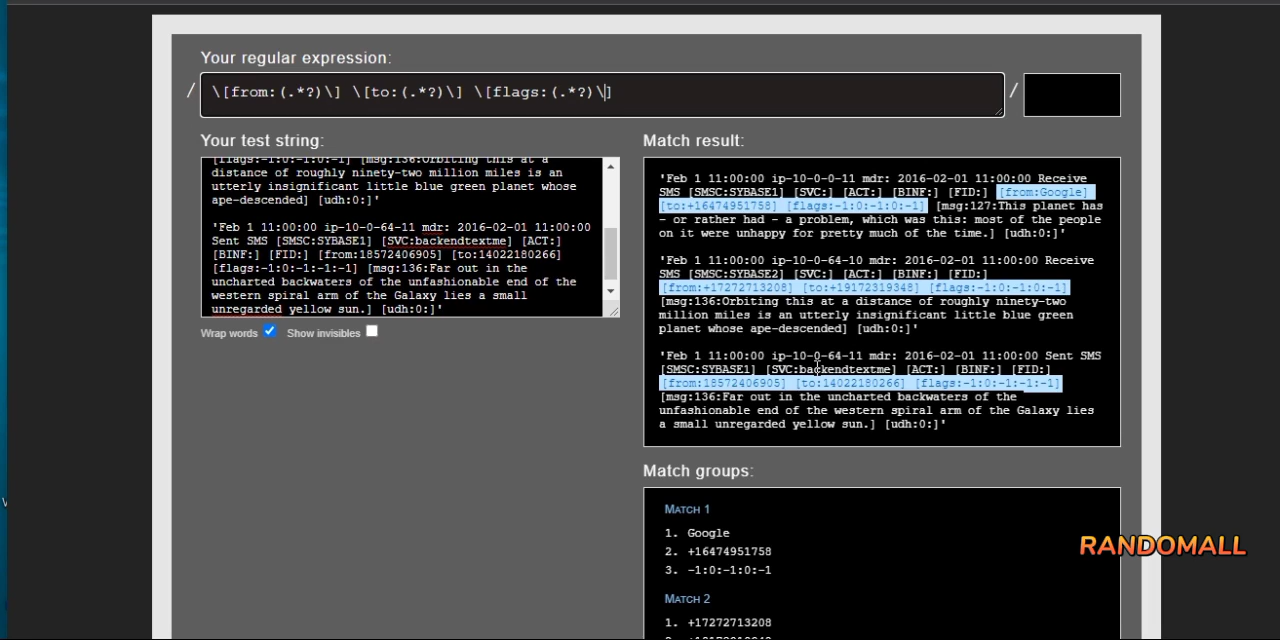 Your regular expression:
/ \[from:(.*?)\] \[to:(.*?)\] \[flags:(.*?)\] /
Your test string:
[flags:-1:0:-1:0:-1] [msg:136:Orbiting this at a
distance of roughly ninety-two million miles is an
utterly insignificant little blue green planet whose
ape-descended] [udh:0:]'
'Feb 1 11:00:00 ip-10-0-64-11 mdr: 2016-02-01 11:00:00
Sent SMS [SMSC:SYBASE1] [SVC:backendtextme] [ACT:]
[BINF:] [FID:] [from:18572406905] [to:14022180266]
[flags:-1:0:-1:-1:-1] [msg:136:Far out in the
uncharted backwaters of the unfashionable end of the
western spiral arm of the Galaxy lies a small
unregarded yellow sun.] [udh:0:]'
Wrap words Show invisibles
Match result:
'Feb 1 11:00:00 ip-10-0-0-11 mdr: 2016-02-01 11:00:00 Receive
SMS [SMSC:SYBASE1] [SVC:] [ACT:] [BINF:] [FID:] [from:Google]
[to:+16474951758] [flags:-1:0:-1:0:-1] [msg:127:This planet has
- or rather had - a problem, which was this: most of the people
on it were unhappy for pretty much of the time.] [udh:0:]'
'Feb 1 11:00:00 ip-10-0-64-10 mdr: 2016-02-01 11:00:00 Receive
SMS [SMSC:SYBASE2] [SVC:] [ACT:] [BINF:] [FID:]
[from:+17272713208] [to:+19172319348] [flags:-1:0:-1:0:-1]
[msg:136:Orbiting this at a distance of roughly ninety-two
million miles is an utterly insignificant little blue green
planet whose ape-descended] [udh:0:]'
'Feb 1 11:00:00 ip-10-0-64-11 mdr: 2016-02-01 11:00:00 Sent SMS
[SMSC:SYBASE1] [SVC:backendtextme] [ACT:] [BINF:] [FID:]
[from:18572406905] [to:14022180266] [flags:-1:0:-1:-1:-1]
[msg:136:Far out in the uncharted backwaters of the
unfashionable end of the western spiral arm of the Galaxy lies
a small unregarded yellow sun.] [udh:0:]'
Match groups:
MATCH 1
1. Google
2. +16474951758
3. -1:0:-1:0:-1
MATCH 2
1. +17272713208
RANDOMALL